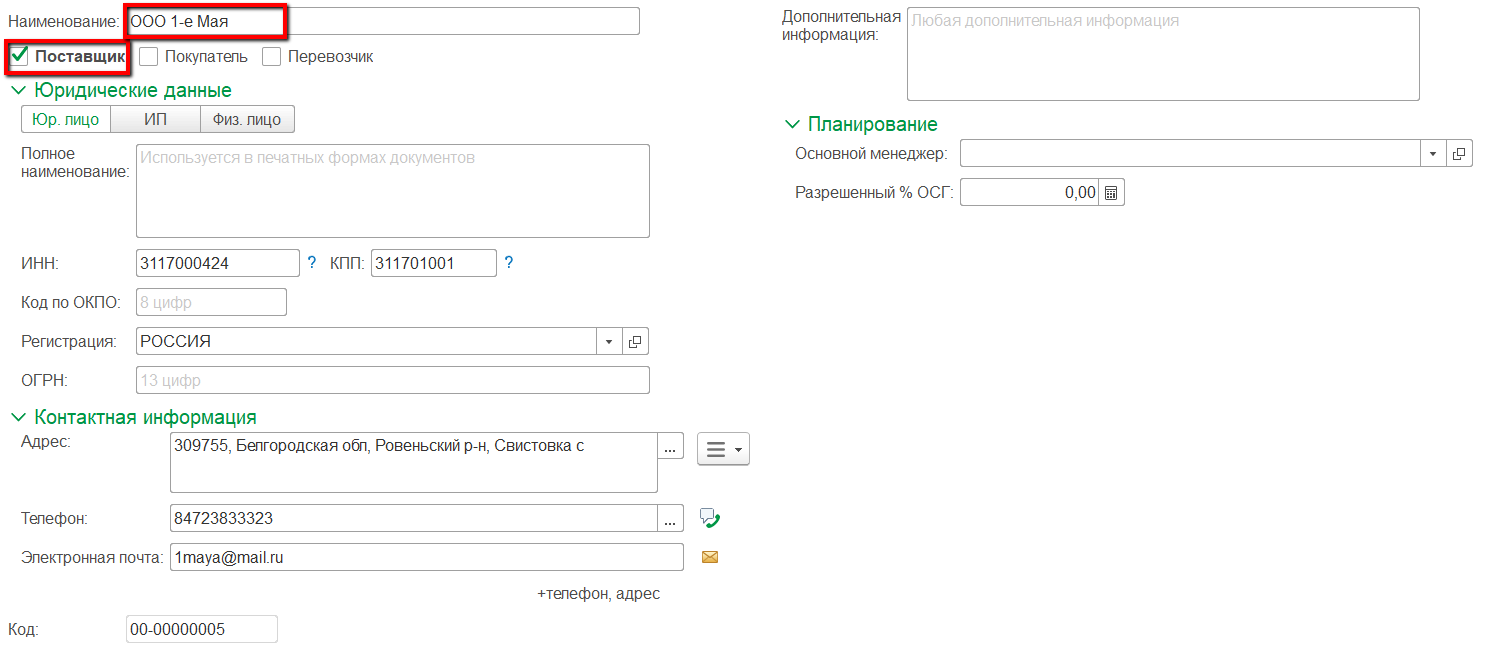 Наименование: ООО 1-е Мая
Поставщик Покупатель Перевозчик
Юридические данные
Юр. лицо ИП Физ. лицо
Полное
наименование:
Используется в печатных формах документов
ИНН: 3117000424 ? КПП: 311701001 ?
Код по ОКПО: 8 цифр
Регистрация: РОССИЯ
ОГРН: 13 цифр
Контактная информация
Адрес: 309755, Белгородская обл, Ровеньский р-н, Свистовка с ...
Телефон: 84723833323 ...
Электронная почта: 1maya@mail.ru
+телефон, адрес
Код: 00-00000005
Дополнительная
информация:
Любая дополнительная информация
Планирование
Основной менеджер:
Разрешенный % ОСГ: 0,00